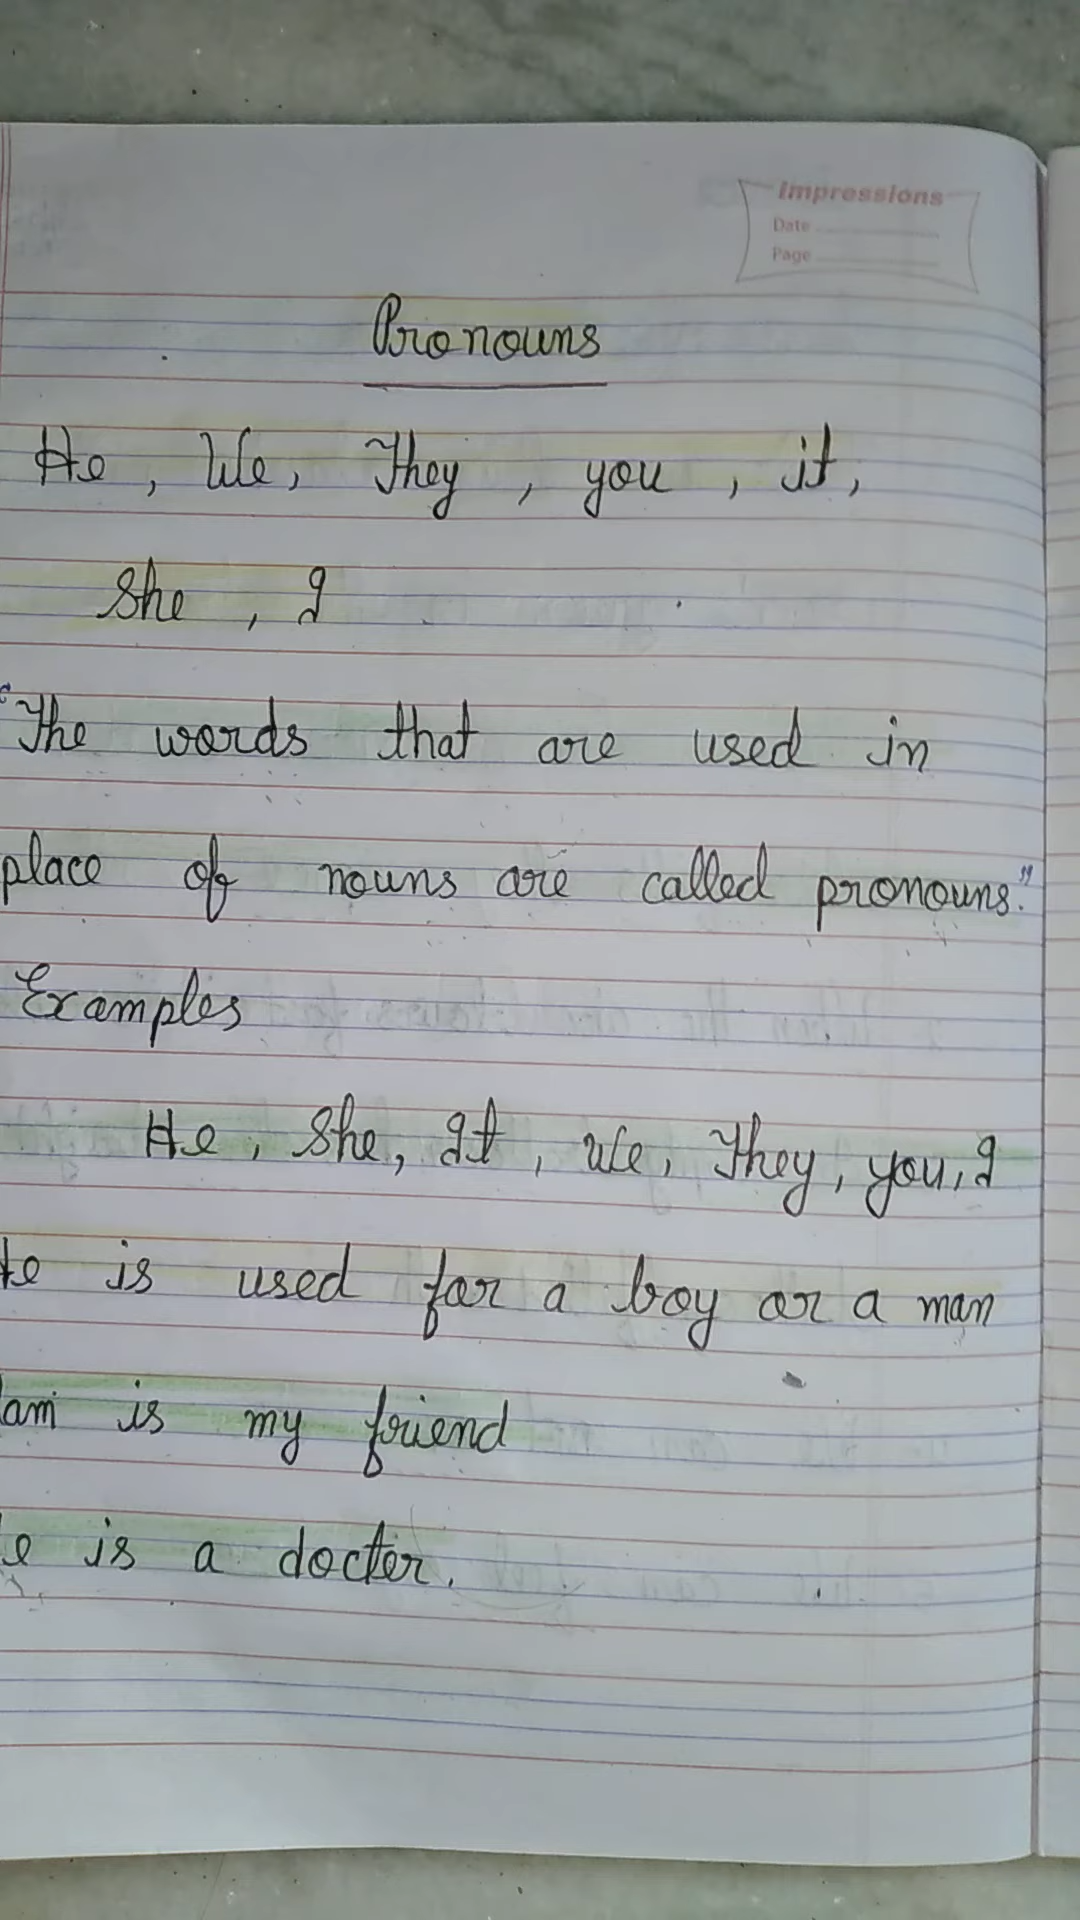 Impressions
Date
Page
Pronouns
He, We, They, you, it,
She, I
"The words that are used in
place of nouns are called pronouns."
Examples
He, She, It, We, They, you, I
He is used for a boy or a man
is my friend
He is a docter.